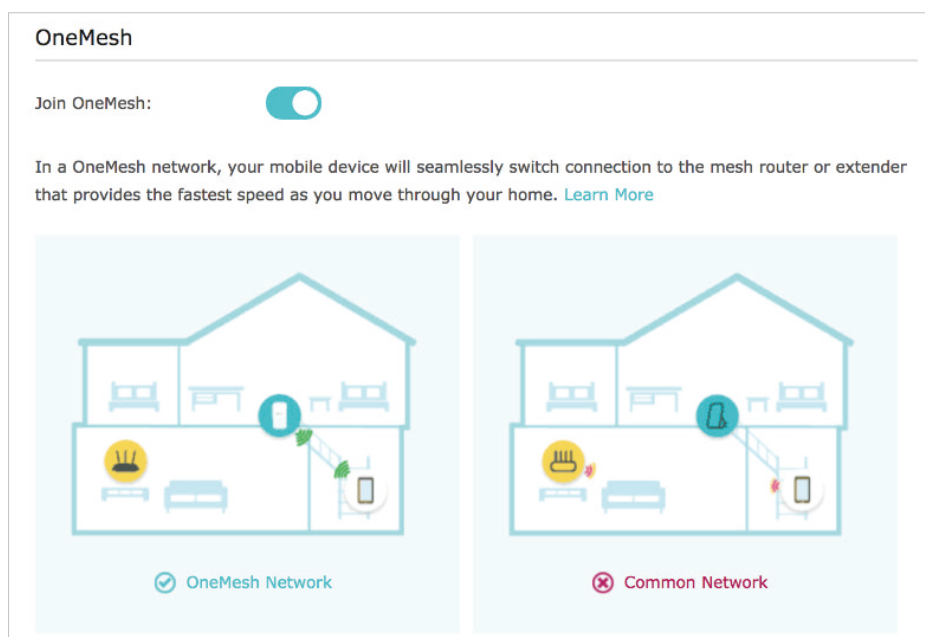 OneMesh
Join OneMesh:
In a OneMesh network, your mobile device will seamlessly switch connection to the mesh router or extender
that provides the fastest speed as you move through your home. Learn More
OneMesh Network
Common Network